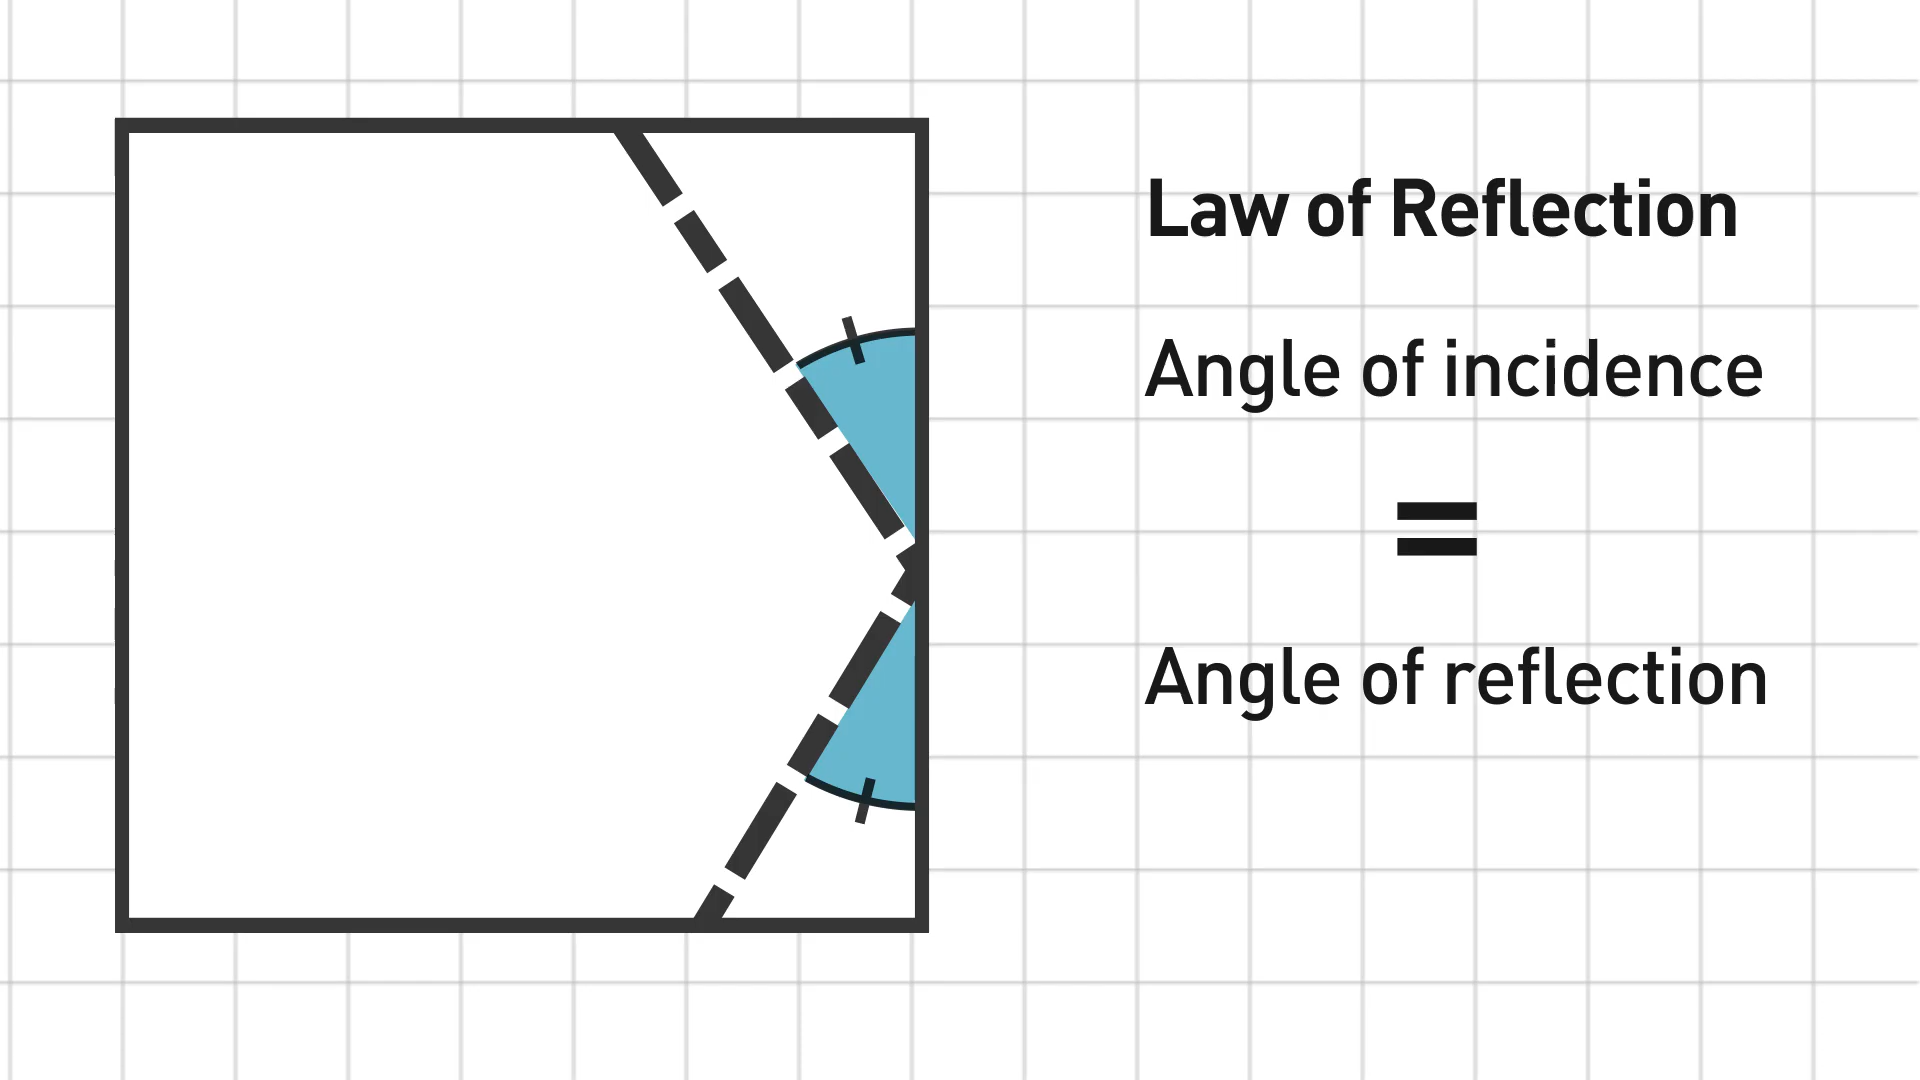 Law of Reflection
Angle of incidence
=
Angle of reflection